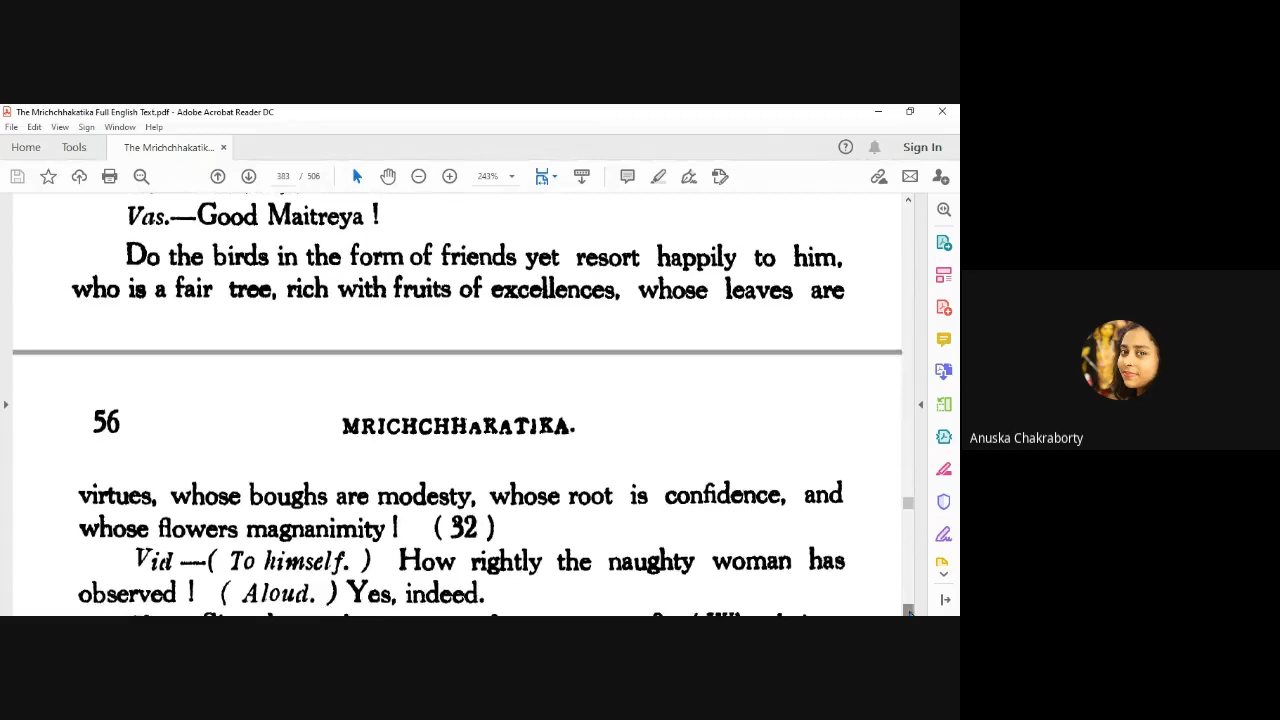 The Mrichchhakatika Full English Text.pdf - Adobe Acrobat Reader DC
File Edit View Sign Window Help
Home Tools The Mrichchhakatik... × Sign In
383 / 506 243%
Vas.—Good Maitreya !
Do the birds in the form of friends yet resort happily to him,
who is a fair tree, rich with fruits of excellences, whose leaves are
56 MRICHCHHAKATIKA.
virtues, whose boughs are modesty, whose root is confidence, and
whose flowers magnanimity ! ( 32 )
Vid —( To himself. ) How rightly the naughty woman has
observed ! ( Aloud. ) Yes, indeed.
Anuska Chakraborty